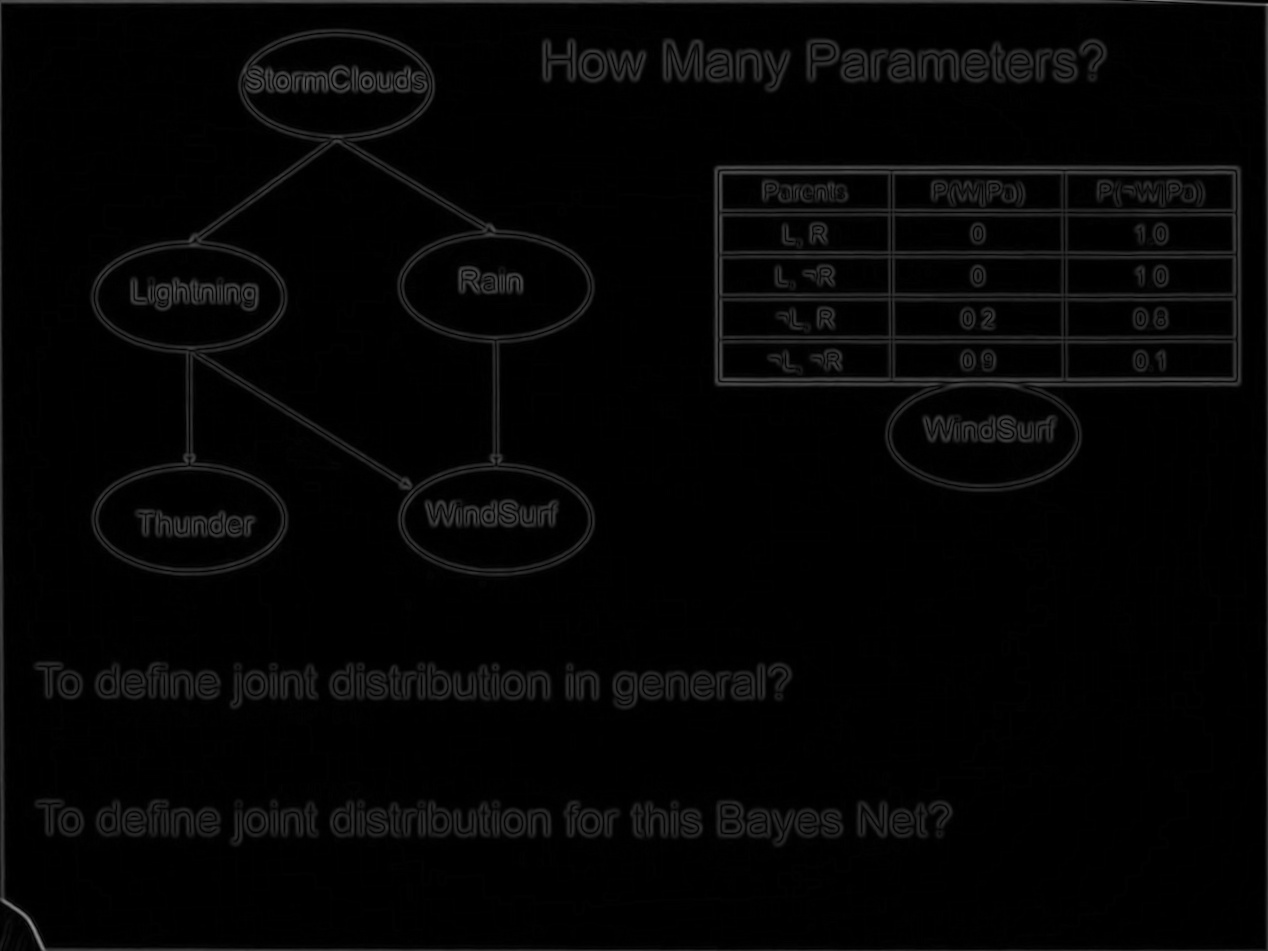 How Many Parameters?
StormClouds
Lightning
Rain
Thunder
WindSurf
Parents P(W|Pa) P(¬W|Pa)
L, R 0 1.0
L, ¬R 0 1.0
¬L, R 0.2 0.8
¬L, ¬R 0.9 0.1
WindSurf
To define joint distribution in general?
To define joint distribution for this Bayes Net?